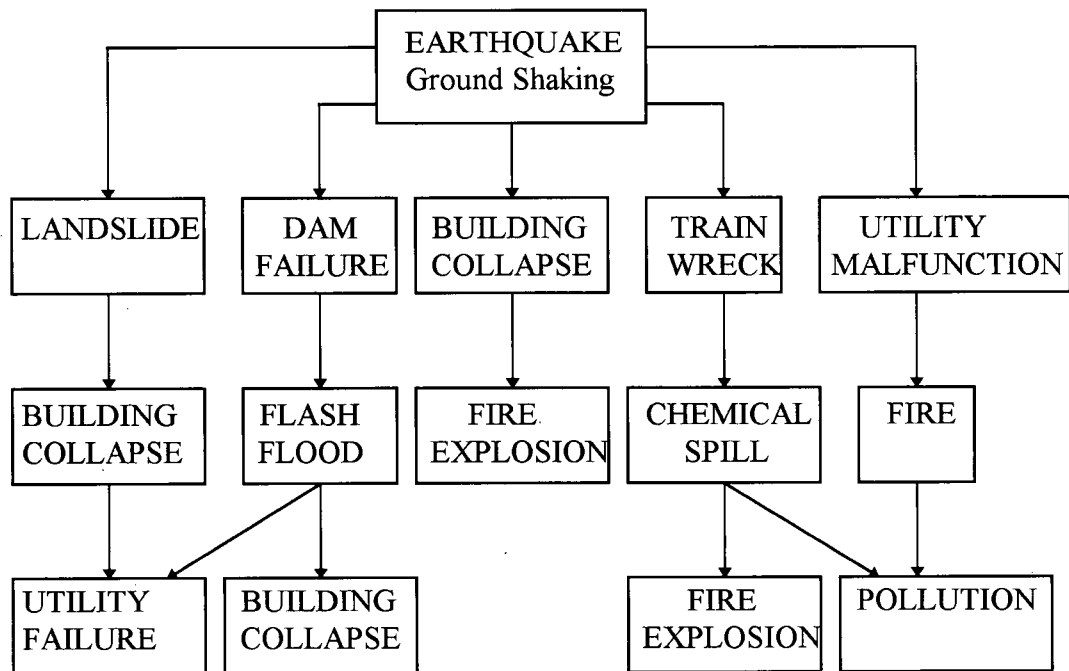 EARTHQUAKE
Ground Shaking
LANDSLIDE
DAM
FAILURE
BUILDING
COLLAPSE
TRAIN
WRECK
UTILITY
MALFUNCTION
BUILDING
COLLAPSE
FLASH
FLOOD
FIRE
EXPLOSION
CHEMICAL
SPILL
FIRE
UTILITY
FAILURE
BUILDING
COLLAPSE
FIRE
EXPLOSION
POLLUTION